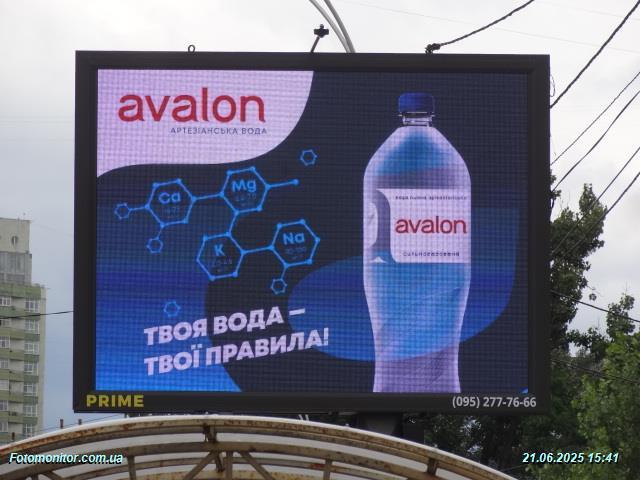 avalon
АРТЕЗІАНСЬКА ВОДА
Ca
Mg
K
Na
avalon
сильногазована
ТВОЯ ВОДА –
ТВОЇ ПРАВИЛА!
PRIME
(095) 277-76-66
Fotomonitor.com.ua
21.06.2025 15:41